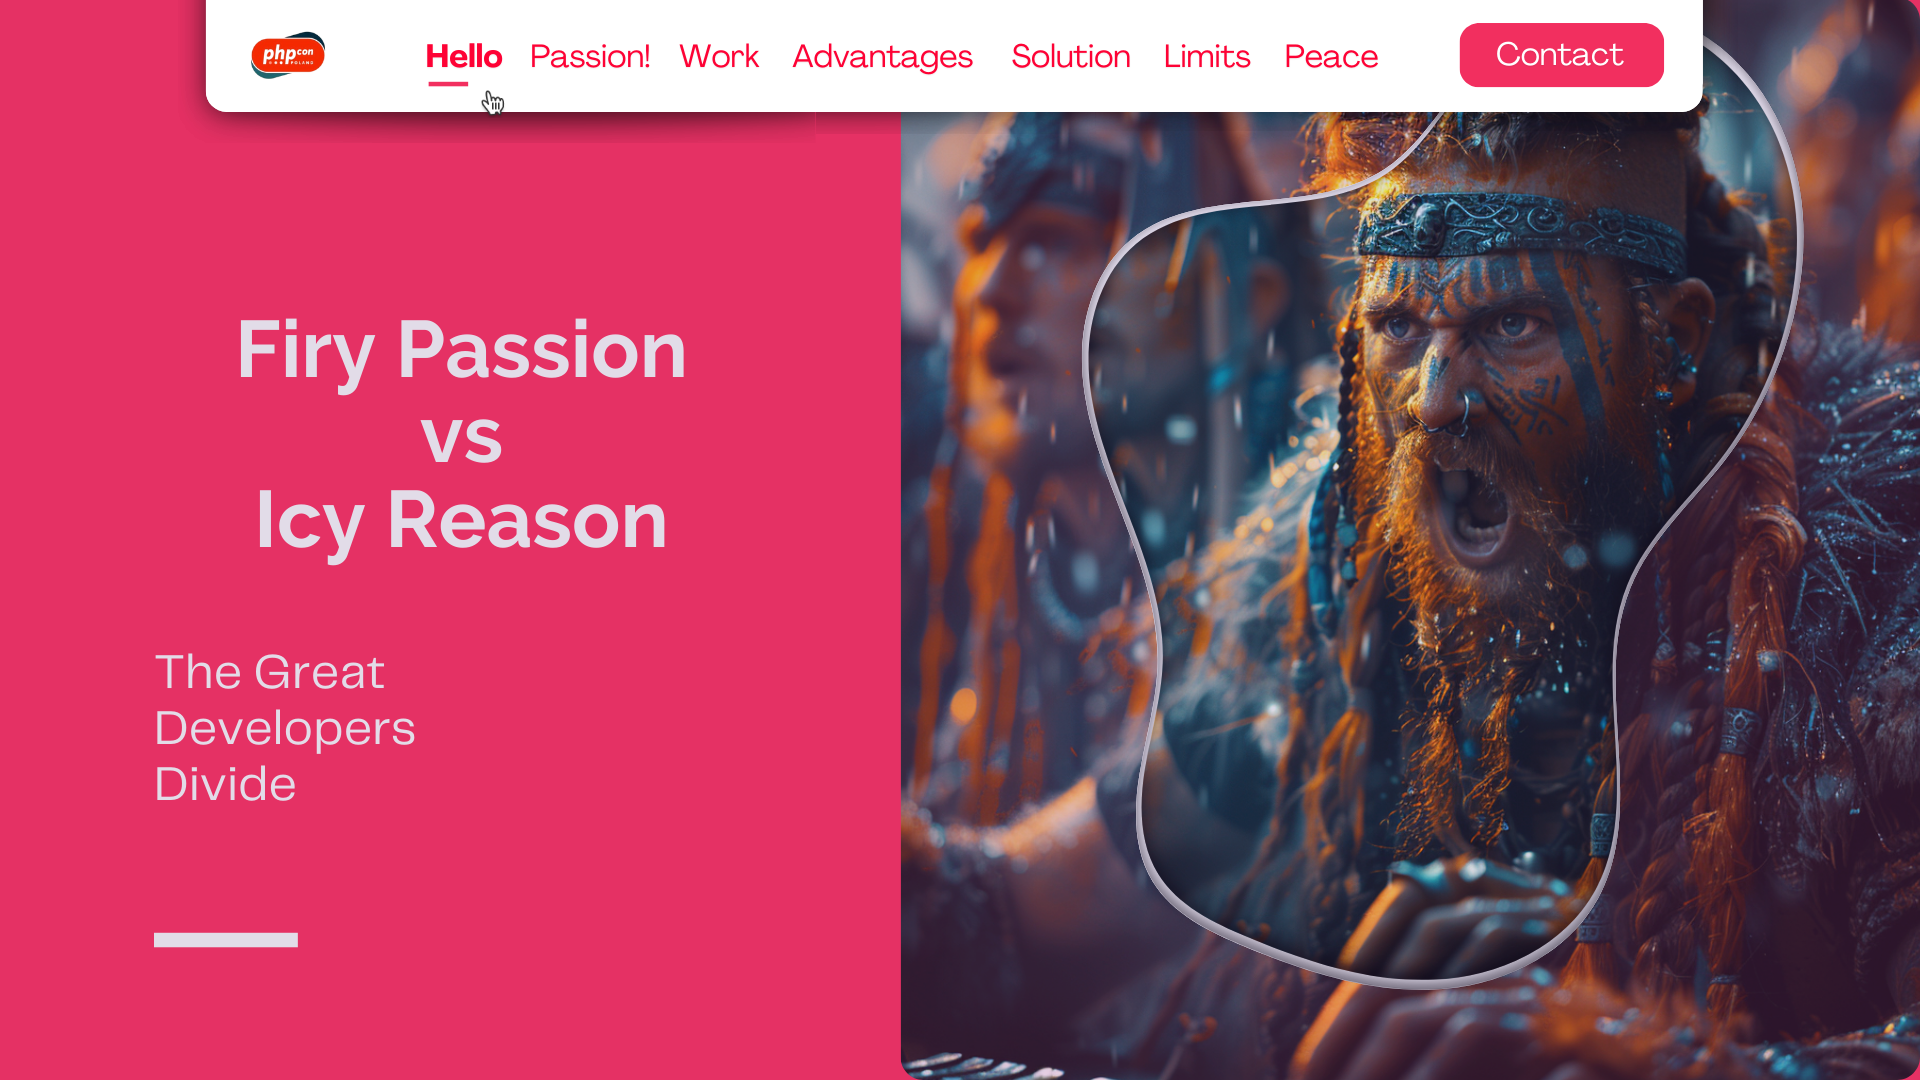 phpcon
POLAND
Hello Passion! Work Advantages Solution Limits Peace Contact
Firy Passion
vs
Icy Reason
The Great
Developers
Divide